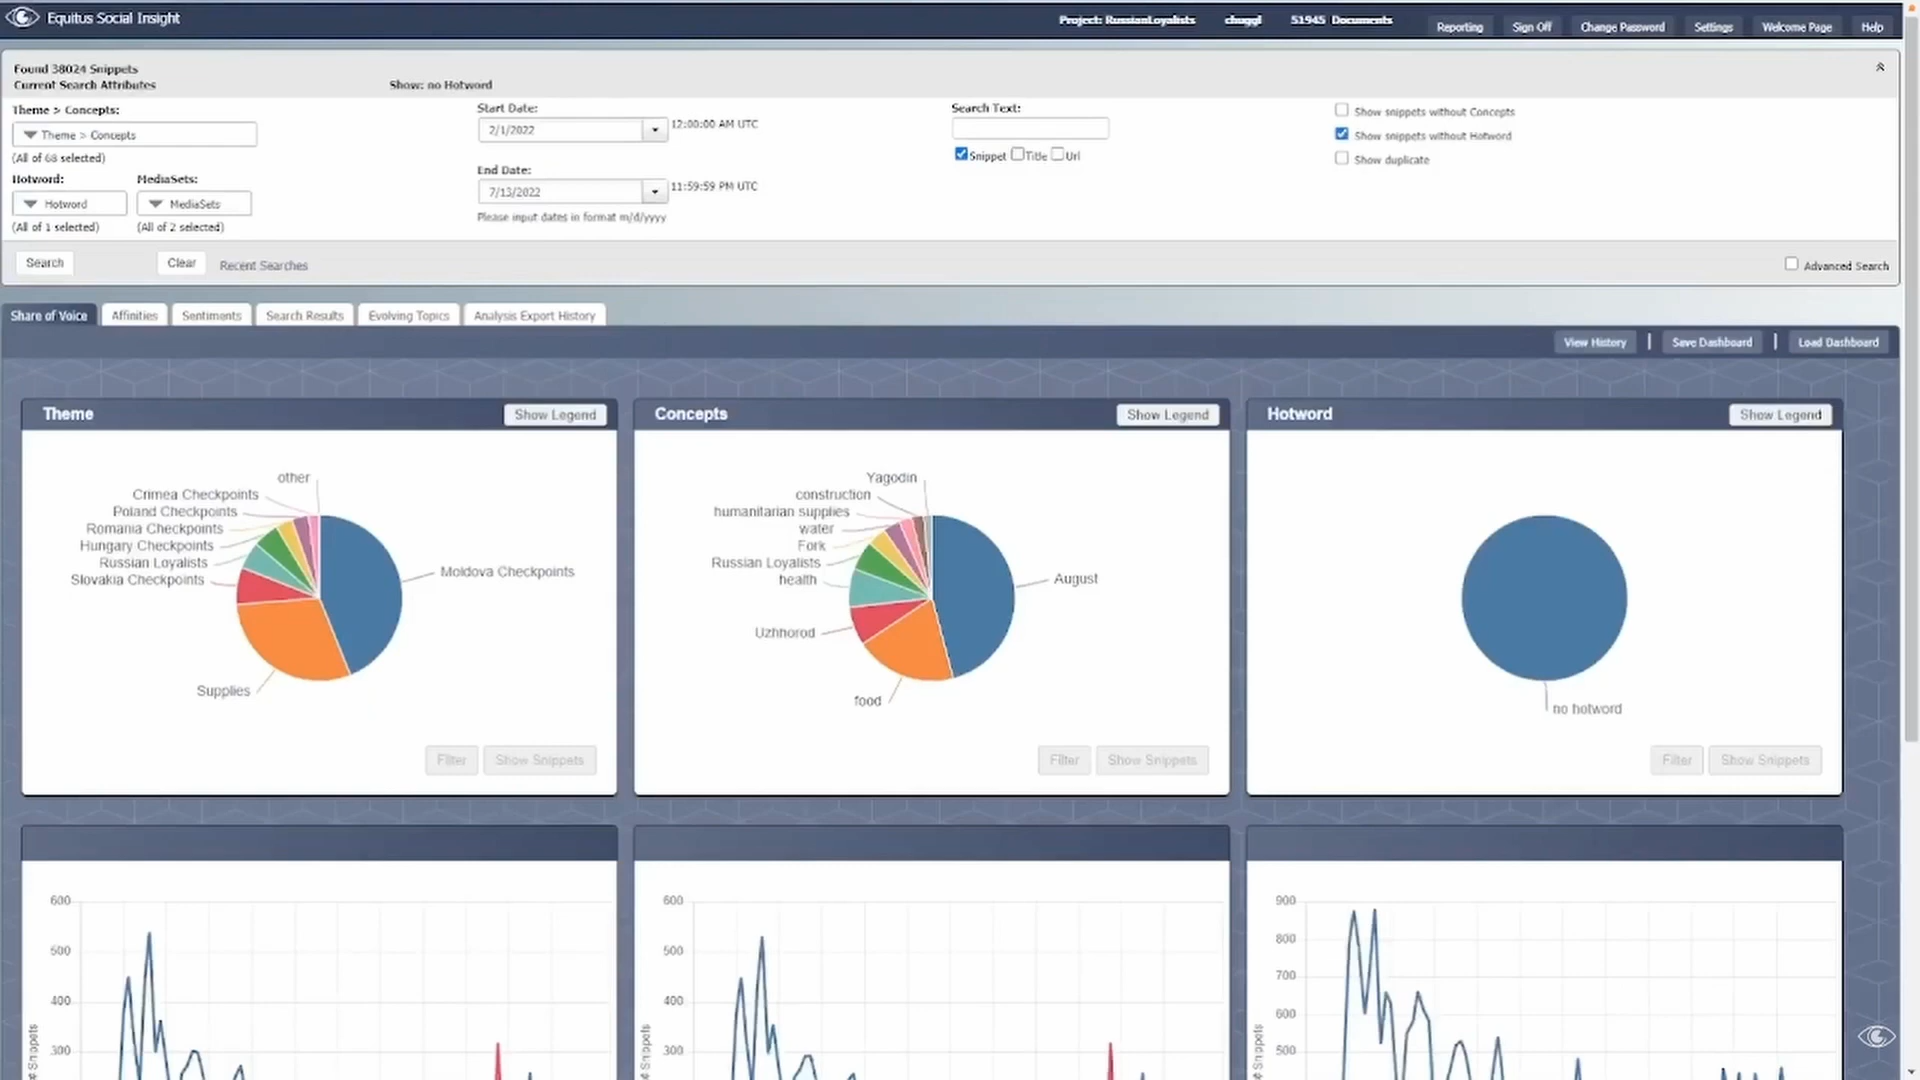 Equitus Social Insight
Project: RussianLoyalists chuggl 51945 Documents Reporting Sign Off Change Password Settings Welcome Page Help
Found 38024 Snippets
Current Search Attributes
Show: no Hotword
Theme > Concepts:
Theme > Concepts
(All of 68 selected)
Hotword: MediaSets:
Hotword MediaSets
(All of 1 selected) (All of 2 selected)
Start Date:
2/1/2022 12:00:00 AM UTC
End Date:
7/13/2022 11:59:59 PM UTC
Please input dates in format m/d/yyyy
Search Text:
Snippet Title Url
Show snippets without Concepts
Show snippets without Hotword
Show duplicate
Search Clear Recent Searches Advanced Search
Share of Voice Affinities Sentiments Search Results Evolving Topics Analysis Export History
View History | Save Dashboard | Load Dashboard
Theme Show Legend
other
Crimea Checkpoints
Poland Checkpoints
Romania Checkpoints
Hungary Checkpoints
Russian Loyalists
Slovakia Checkpoints
Moldova Checkpoints
Supplies
Filter Show Snippets
Concepts Show Legend
Yagodin
construction
humanitarian supplies
water
Fork
Russian Loyalists
health
August
Uzhhorod
food
Filter Show Snippets
Hotword Show Legend
no hotword
Filter Show Snippets
600
500
400
300
# Snippets
600
500
400
300
# Snippets
900
800
700
600
500
# Snippets